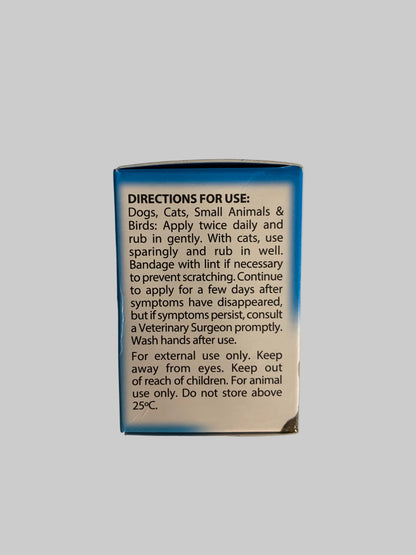 DIRECTIONS FOR USE:
Dogs, Cats, Small Animals &
Birds: Apply twice daily and
rub in gently. With cats, use
sparingly and rub in well.
Bandage with lint if necessary
to prevent scratching. Continue
to apply for a few days after
symptoms have disappeared,
but if symptoms persist, consult
a Veterinary Surgeon promptly.
Wash hands after use.
For external use only. Keep
away from eyes. Keep out
of reach of children. For animal
use only. Do not store above
25ºC.